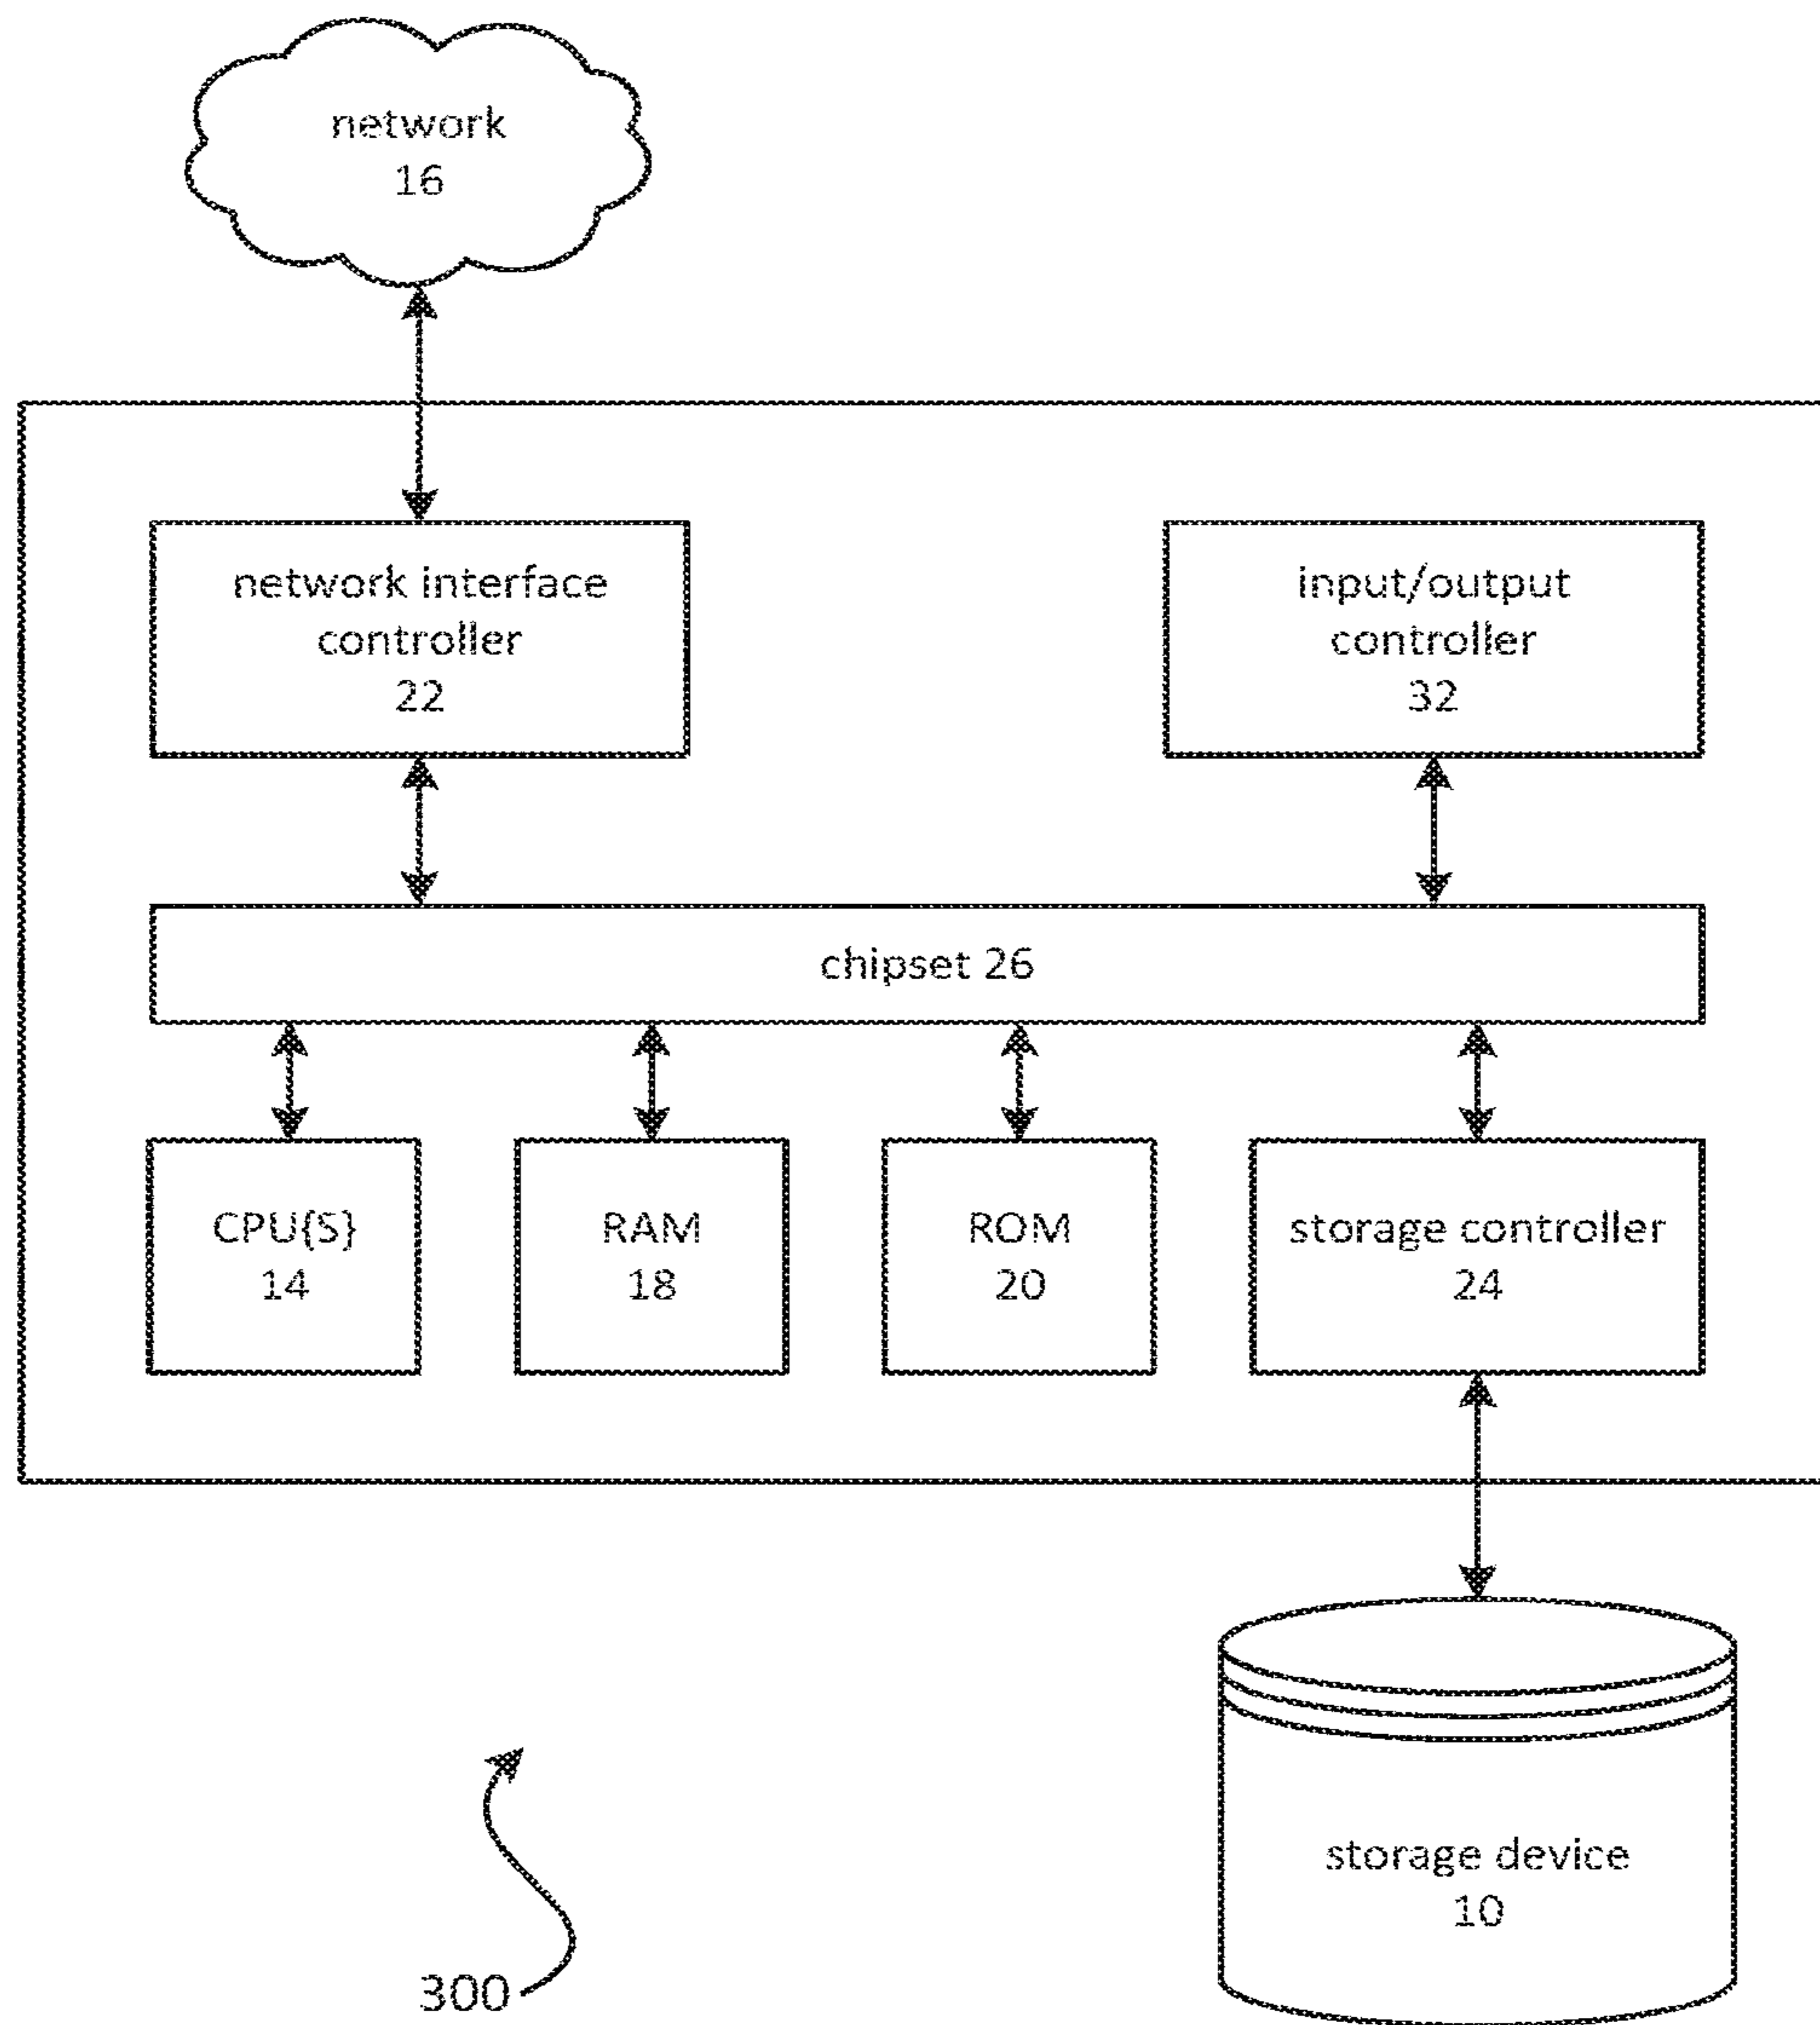 network
16
network interface
controller
22
input/output
controller
32
chipset 26
CPU{S}
14
RAM
18
ROM
20
storage controller
24
storage device
10
300